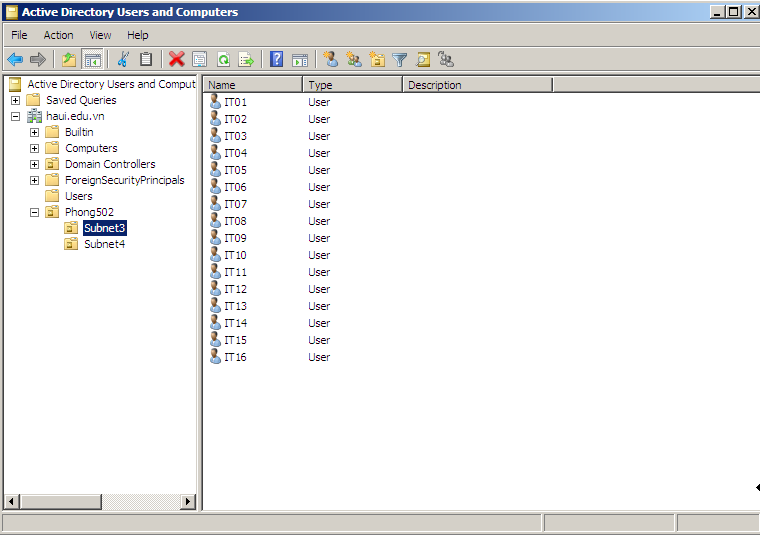 Active Directory Users and Computers
File Action View Help
Active Directory Users and Comput
Saved Queries
haui.edu.vn
Builtin
Computers
Domain Controllers
ForeignSecurityPrincipals
Users
Phong502
Subnet3
Subnet4
Name Type Description
IT01 User
IT02 User
IT03 User
IT04 User
IT05 User
IT06 User
IT07 User
IT08 User
IT09 User
IT10 User
IT11 User
IT12 User
IT13 User
IT14 User
IT15 User
IT16 User